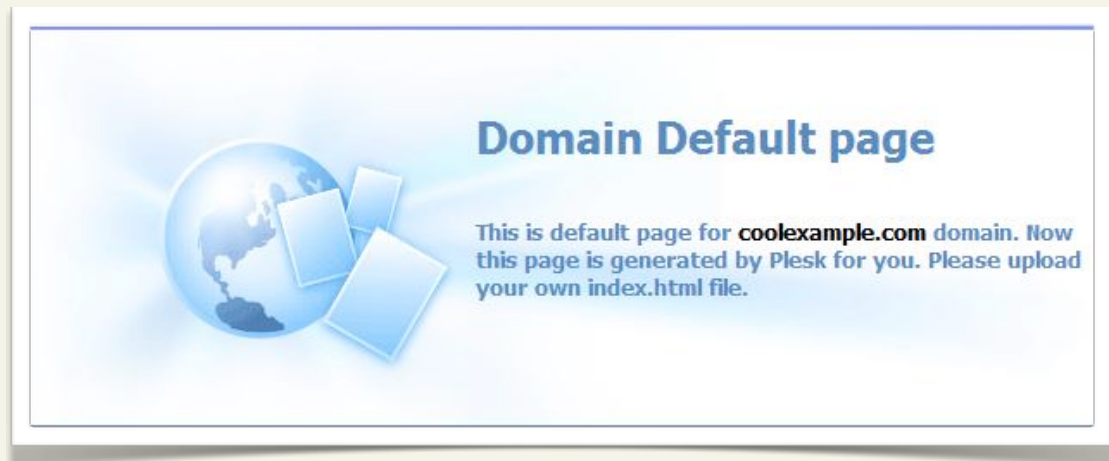 Domain Default page
This is default page for coolexample.com domain. Now
this page is generated by Plesk for you. Please upload
your own index.html file.